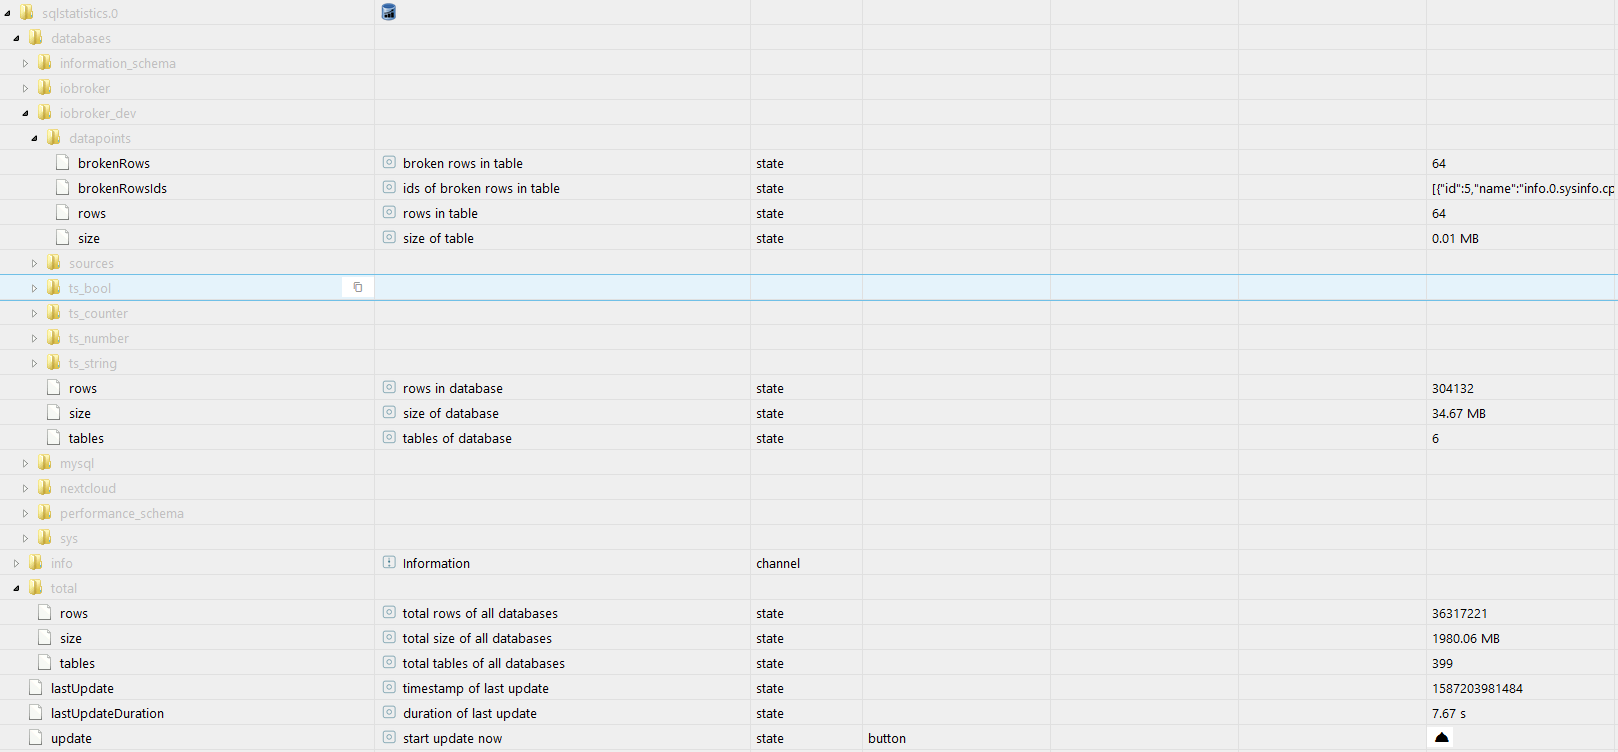 sqlstatistics.0
databases
information_schema
iobroker
iobroker_dev
datapoints
brokenRows broken rows in table state 64
brokenRowsIds ids of broken rows in table state [{"id":5,"name":"info.0.sysinfo.cp
rows rows in table state 64
size size of table state 0.01 MB
sources
ts_bool
ts_counter
ts_number
ts_string
rows rows in database state 304132
size size of database state 34.67 MB
tables tables of database state 6
mysql
nextcloud
performance_schema
sys
info Information channel
total
rows total rows of all databases state 36317221
size total size of all databases state 1980.06 MB
tables total tables of all databases state 399
lastUpdate timestamp of last update state 1587203981484
lastUpdateDuration duration of last update state 7.67 s
update start update now state button